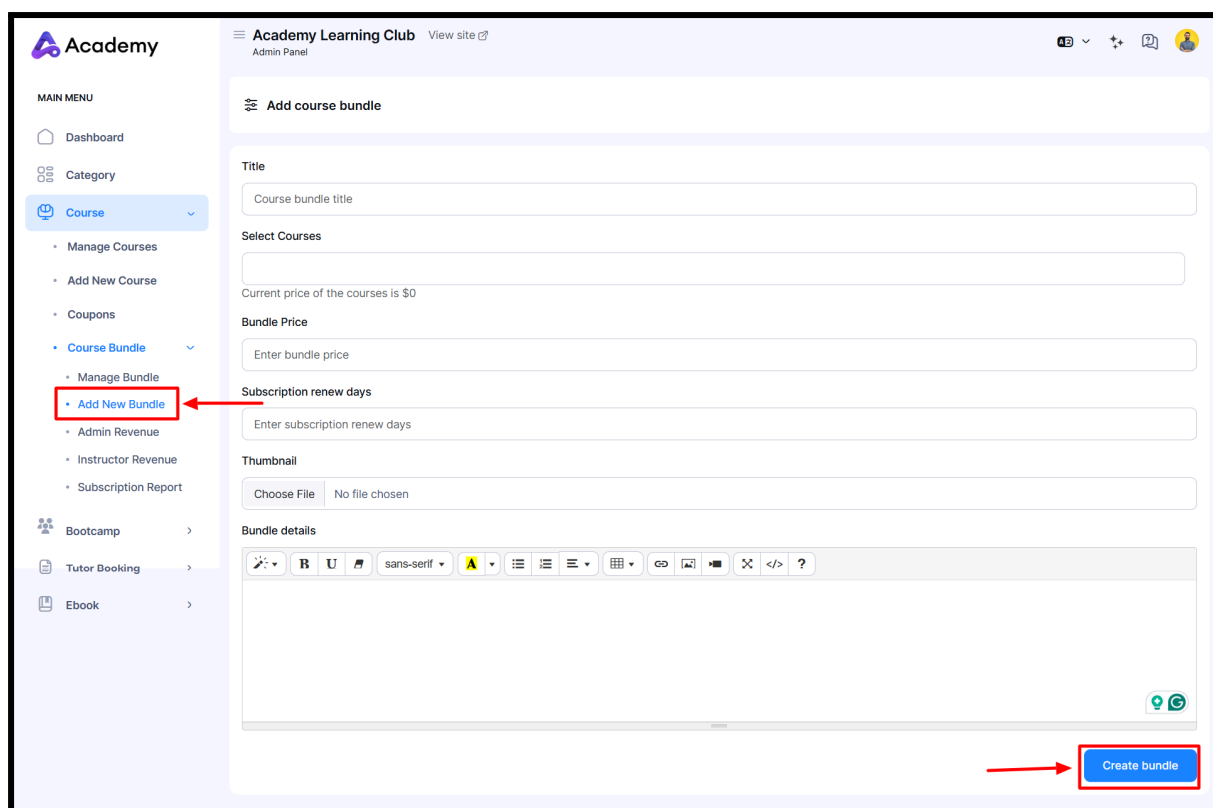 Academy
Academy Learning Club View site
Admin Panel
MAIN MENU
Dashboard
Category
Course
Manage Courses
Add New Course
Coupons
Course Bundle
Manage Bundle
Add New Bundle
Admin Revenue
Instructor Revenue
Subscription Report
Bootcamp
Tutor Booking
Ebook
Add course bundle
Title
Course bundle title
Select Courses
Current price of the courses is $0
Bundle Price
Enter bundle price
Subscription renew days
Enter subscription renew days
Thumbnail
Choose File No file chosen
Bundle details
B U sans-serif A </> ?
Create bundle